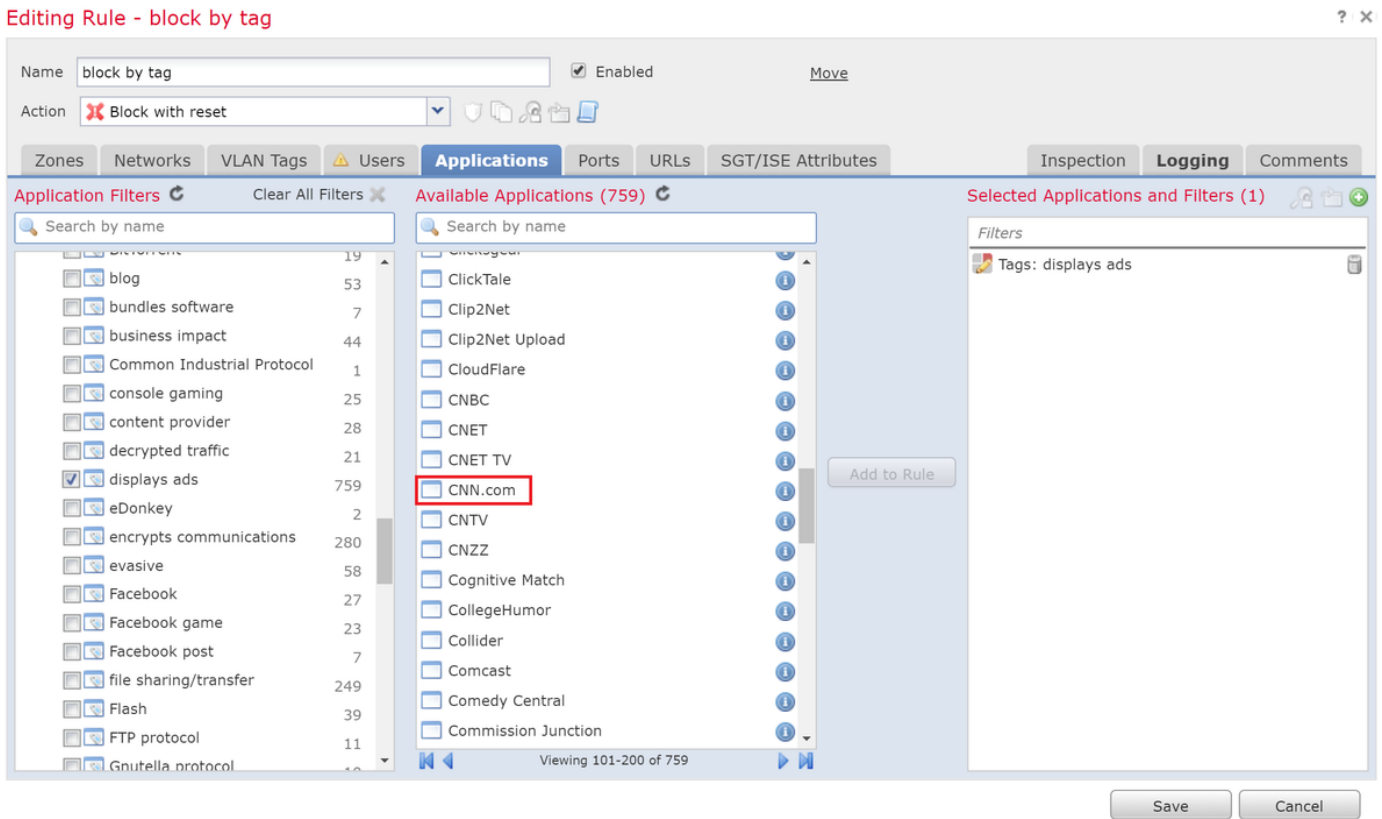 Editing Rule - block by tag
?
Name block by tag Enabled Move
Action Block with reset
Zones Networks VLAN Tags Users Applications Ports URLs SGT/ISE Attributes Inspection Logging Comments
Application Filters Clear All Filters
Search by name
19
blog 53
bundles software 7
business impact 44
Common Industrial Protocol 1
console gaming 25
content provider 28
decrypted traffic 21
displays ads 759
eDonkey 2
encrypts communications 280
evasive 58
Facebook 27
Facebook game 23
Facebook post 7
file sharing/transfer 249
Flash 39
FTP protocol 11
Gnutella protocol
Available Applications (759)
Search by name
ClickTale
Clip2Net
Clip2Net Upload
CloudFlare
CNBC
CNET
CNET TV
CNN.com
CNTV
CNZZ
Cognitive Match
CollegeHumor
Collider
Comcast
Comedy Central
Commission Junction
Viewing 101-200 of 759
Add to Rule
Selected Applications and Filters (1)
Filters
Tags: displays ads
Save Cancel